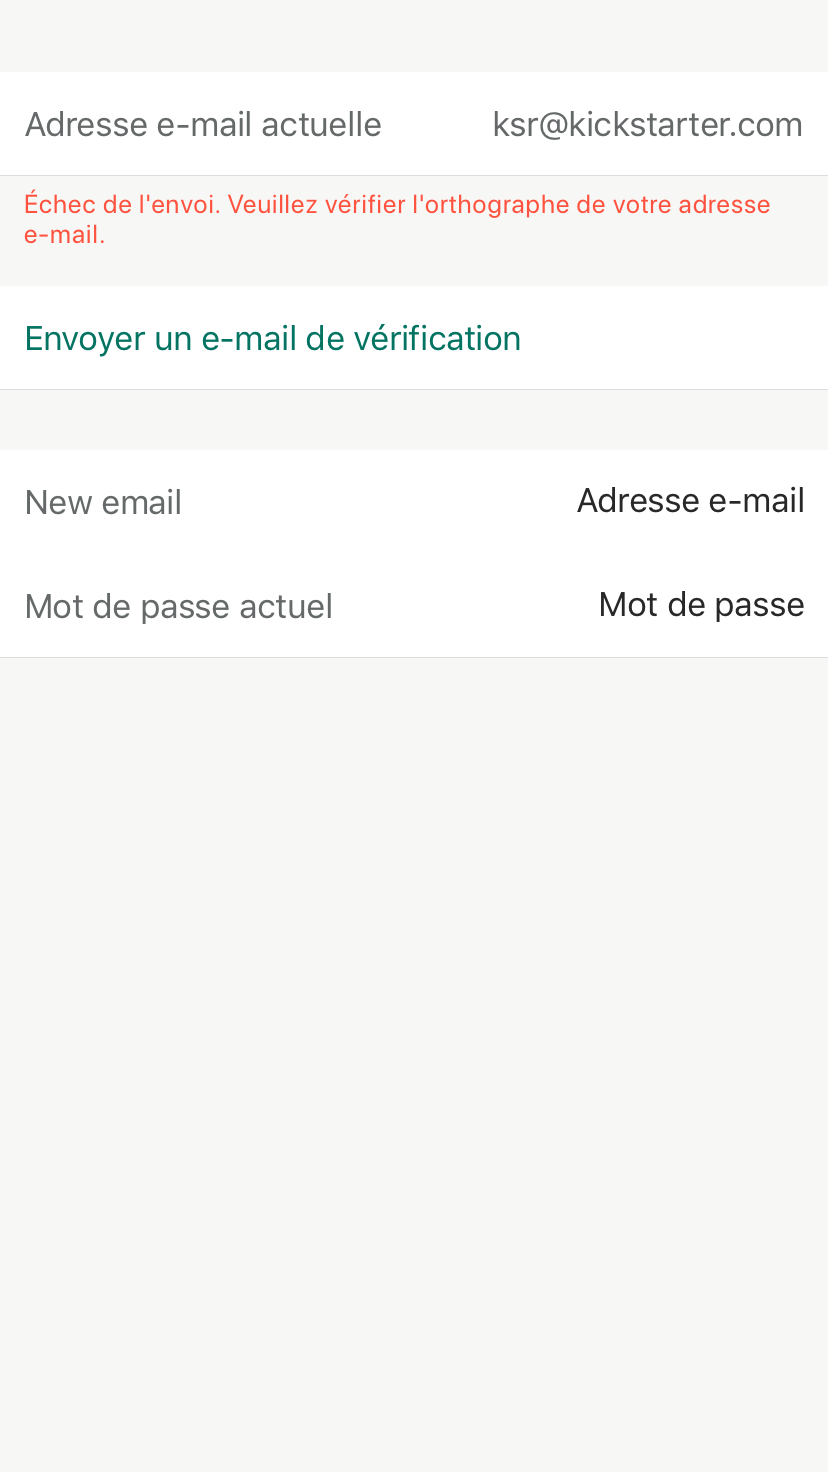 Adresse e-mail actuelle ksr@kickstarter.com
Échec de l'envoi. Veuillez vérifier l'orthographe de votre adresse
e-mail.
Envoyer un e-mail de vérification
New email Adresse e-mail
Mot de passe actuel Mot de passe